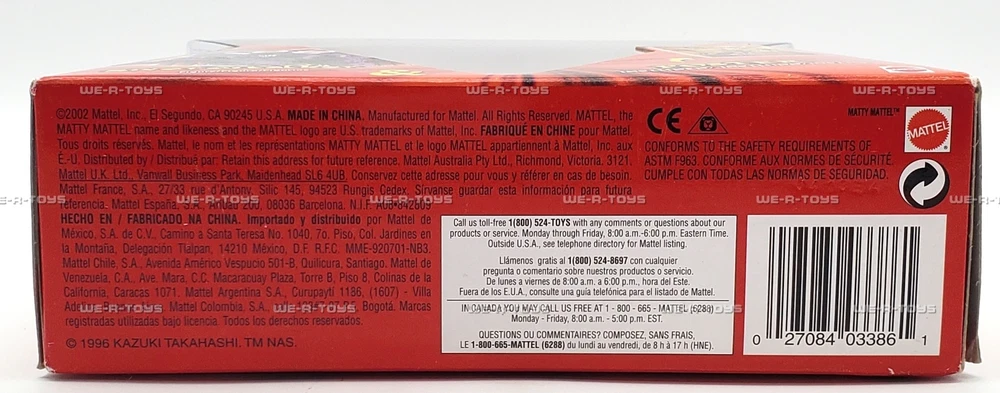 ©2002 Mattel, Inc., El Segundo, CA 90245 U.S.A. MADE IN CHINA. Manufactured for Mattel. All Rights Reserved. MATTEL, the
MATTY MATTEL name and likeness and the MATTEL logo are U.S. trademarks of Mattel, Inc. FABRIQUÉ EN CHINE pour Mattel.
Tous droits réservés. Mattel, le nom et les représentations MATTY MATTEL et le logo MATTEL appartiennent à Mattel, Inc. aux
É.-U. Distributed by / Distribué par: Retain this address for future reference. Mattel Australia Pty Ltd., Richmond, Victoria. 3121.
Mattel U.K. Ltd., Vanwall Business Park, Maidenhead SL6 4UB. Conservez cette adresse pour vous y référer en cas de besoin.
Mattel France, S.A., 27/33 rue d'Antony, Silic 145, 94523 Rungis Cedex. Sírvanse guardar esta información para futura
referencia. Mattel España, S.A., Aribau 200, 08036 Barcelona. N.I.F. A08-842809
HECHO EN / FABRICADO NA CHINA. Importado y distribuido por Mattel de
México, S.A. de C.V., Camino a Santa Teresa No. 1040, 7o. Piso, Col. Jardines en
la Montaña, Delegación Tlalpan, 14210 México, D.F. R.F.C. MME-920701-NB3.
Mattel Chile, S.A., Avenida Américo Vespucio 501-B, Quilicura, Santiago. Mattel de
Venezuela, C.A., Ave. Mara, C.C. Macaracuay Plaza, Torre B, Piso 8, Colinas de la
California, Caracas 1071. Mattel Argentina S.A., Curupaytí 1186, (1607) - Villa
Mattel Colombia, S.A., Bogotá. Marcas
registradas utilizadas bajo licencia. Todos los derechos reservados.
© 1996 KAZUKI TAKAHASHI, TM NAS.
CE
MATTY MATTEL™
MATTEL
CONFORMS TO THE SAFETY REQUIREMENTS OF
ASTM F963. CONFORME AUX NORMES DE SÉCURITÉ.
CUMPLE CON TODAS LAS NORMAS DE SEGURIDAD.
Call us toll-free 1(800) 524-TOYS with any comments or questions about our
products or service. Monday through Friday, 8:00 a.m.-6:00 p.m. Eastern Time.
Outside U.S.A., see telephone directory for Mattel listing.
Llámenos gratis al 1(800) 524-8697 con cualquier
pregunta o comentario sobre nuestros productos o servicio.
De lunes a viernes de 8:00 a.m. a 6:00 p.m., hora del Este.
Fuera de los E.U.A., consulte una guía telefónica para el listado de Mattel.
IN CANADA YOU MAY CALL US FREE AT 1 - 800 - 665 - MATTEL (6288)
Monday - Friday, 8:00 a.m. - 5:00 p.m. EST.
QUESTIONS OU COMMENTAIRES? COMPOSEZ, SANS FRAIS,
LE 1-800-665-MATTEL (6288) du lundi au vendredi, de 8 h à 17 h (HNE).
0 27084 03386 1
WE-R-TOYS